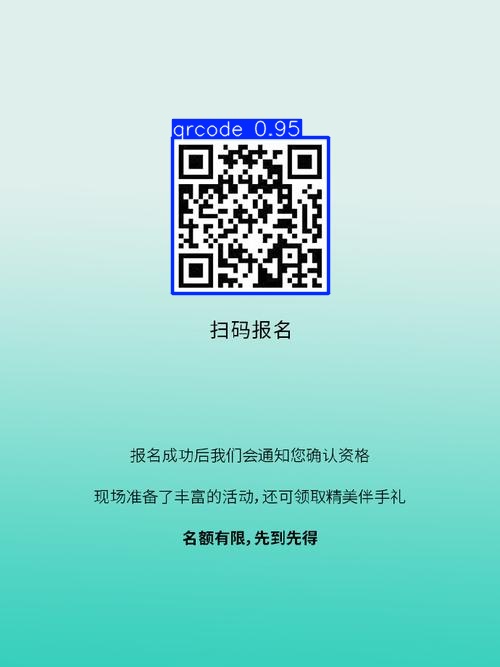 qrcode 0.95
扫码报名
报名成功后我们会通知您确认资格
现场准备了丰富的活动,还可领取精美伴手礼
名额有限,先到先得